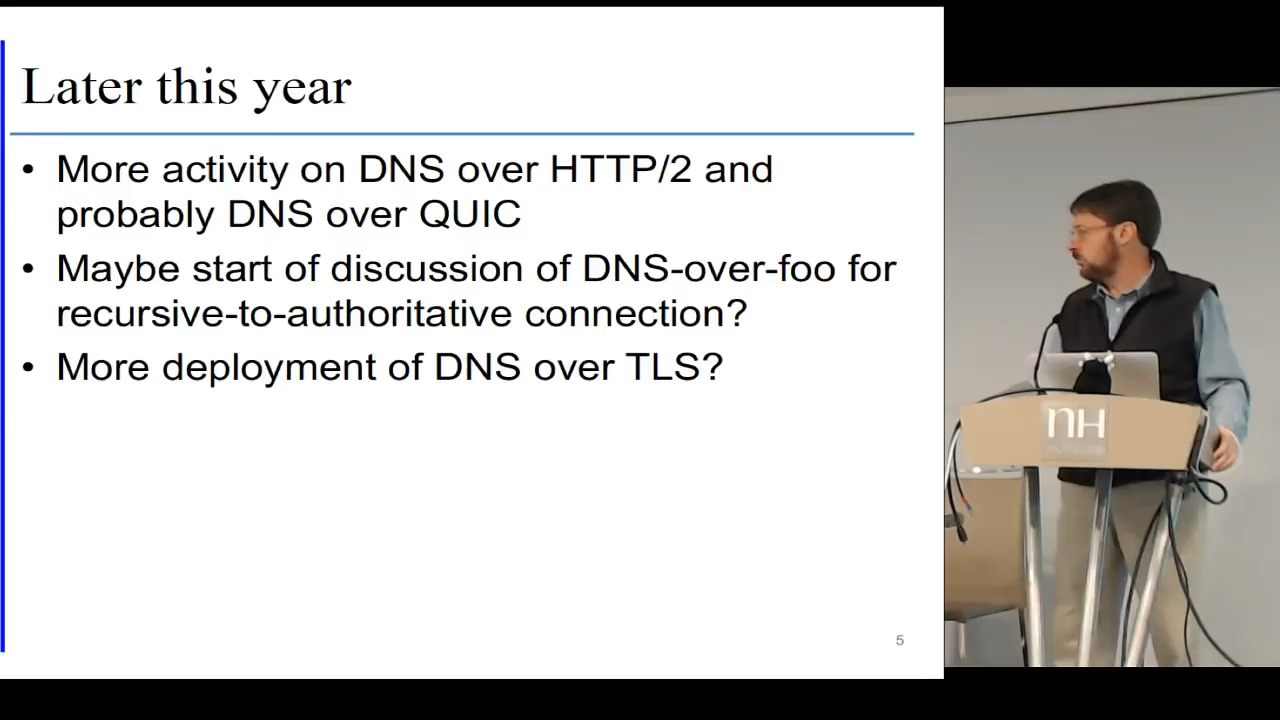 Later this year
• More activity on DNS over HTTP/2 and
probably DNS over QUIC
• Maybe start of discussion of DNS-over-foo for
recursive-to-authoritative connection?
• More deployment of DNS over TLS?
5
nH